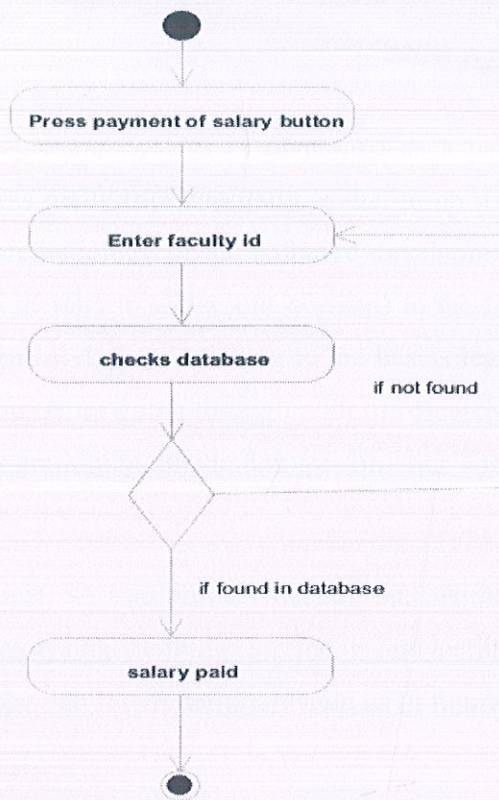 Press payment of salary button
Enter faculty id
checks database
if not found
if found in database
salary paid